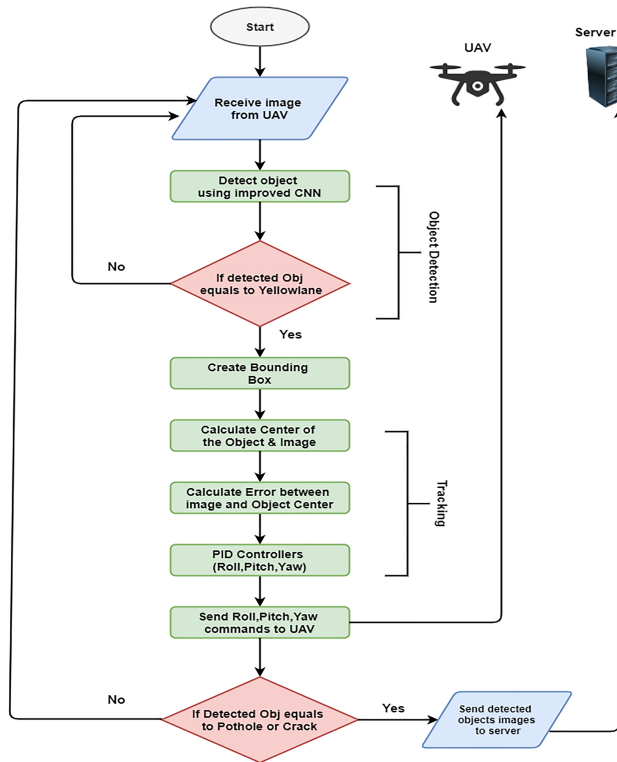 Start
UAV
Server
Receive image
from UAV
Detect object
using improved CNN
Object Detection
No
If detected Obj
equals to Yellowlane
Yes
Create Bounding
Box
Calculate Center of
the Object & Image
Calculate Error between
image and Object Center
Tracking
PID Controllers
(Roll,Pitch,Yaw)
Send Roll,Pitch,Yaw
commands to UAV
No
If Detected Obj equals
to Pothole or Crack
Yes
Send detected
objects images
to server